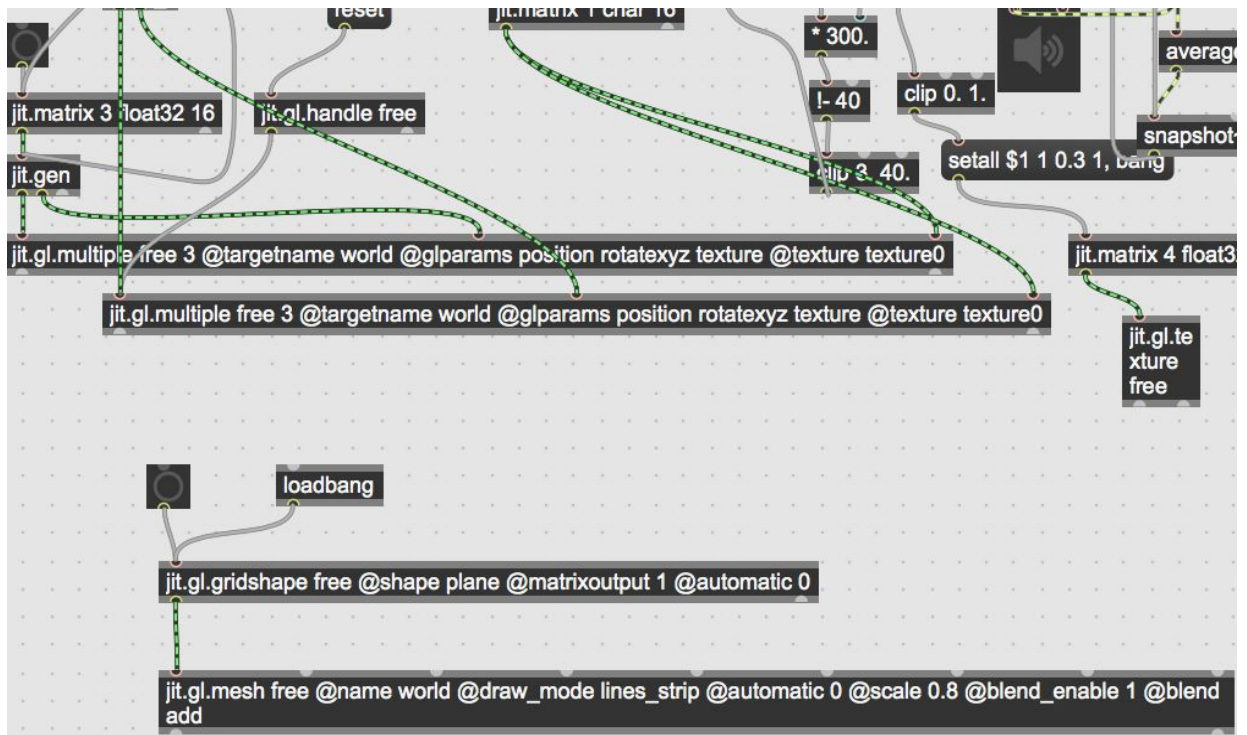 reset
jit.matrix 1 char 16
* 300.
average
jit.matrix 3 float32 16
jit.gl.handle free
!- 40
clip 0. 1.
snapshot~
jit.gen
clip 3. 40.
setall $1 1 0.3 1, bang
jit.gl.multiple free 3 @targetname world @glparams position rotatexyz texture @texture texture0
jit.matrix 4 float3
jit.gl.multiple free 3 @targetname world @glparams position rotatexyz texture @texture texture0
jit.gl.te
xture
free
loadbang
jit.gl.gridshape free @shape plane @matrixoutput 1 @automatic 0
jit.gl.mesh free @name world @draw_mode lines_strip @automatic 0 @scale 0.8 @blend_enable 1 @blend
add